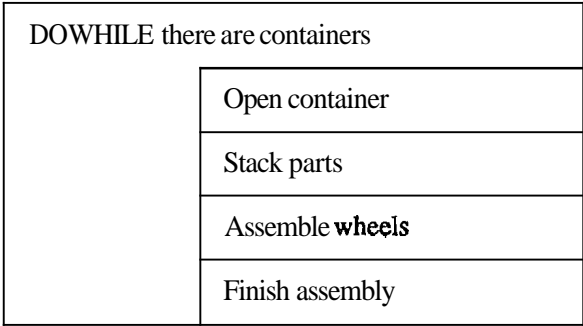 DOWHILE there are containers
Open container
Stack parts
Assemble wheels
Finish assembly